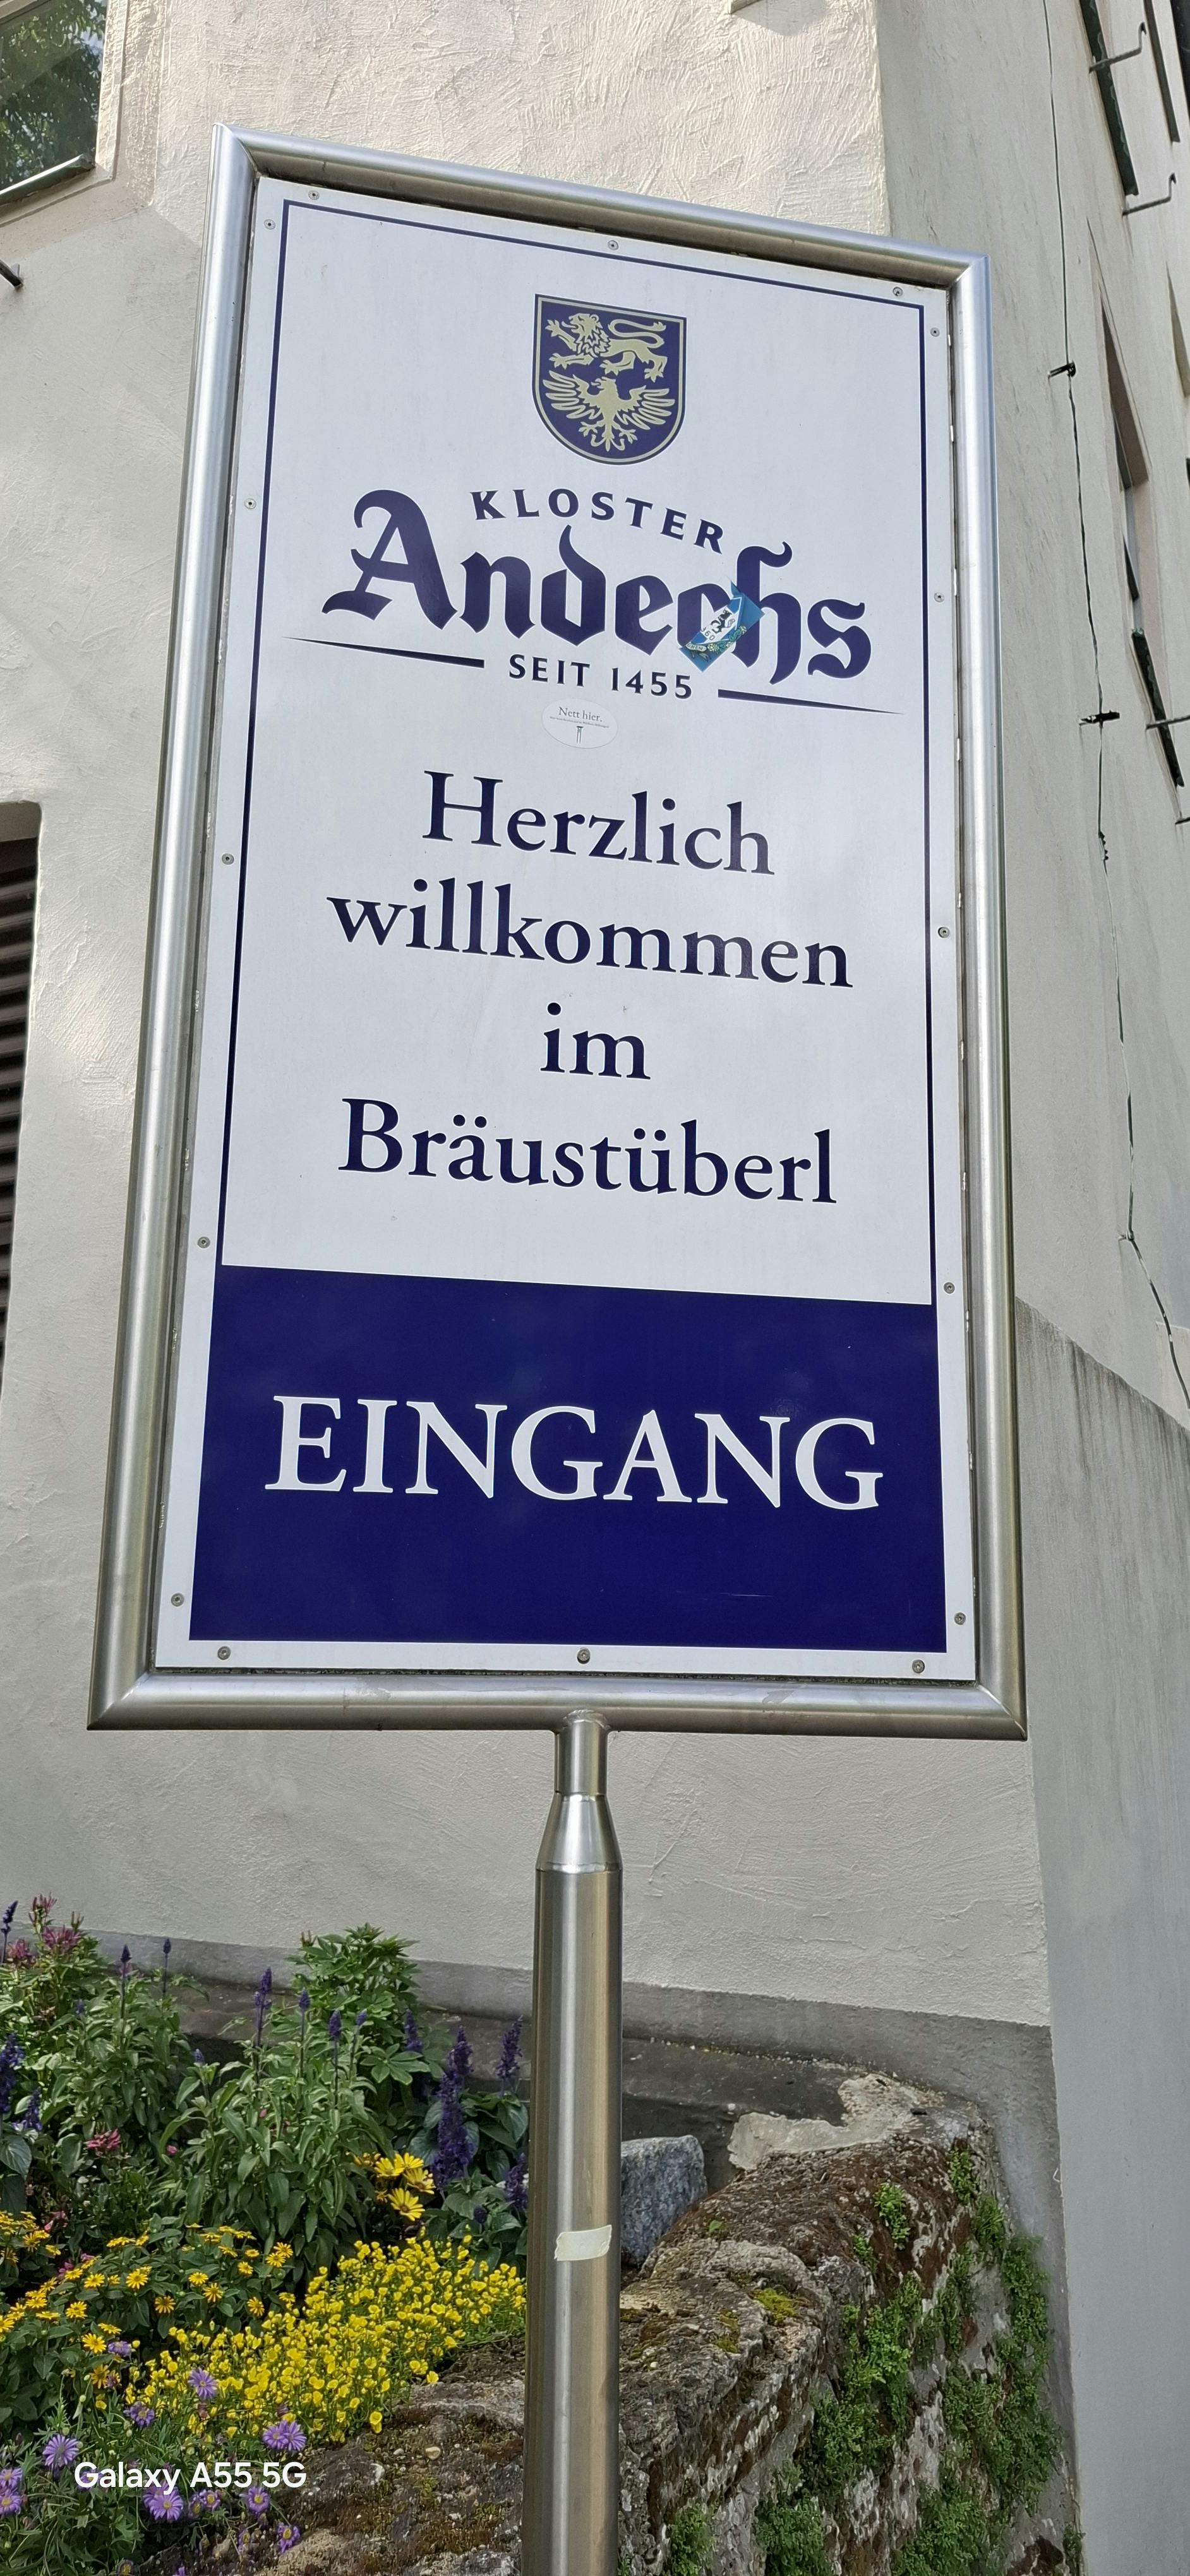 KLOSTER
Andechs
SEIT 1455
Nett hier.
Herzlich
willkommen
im
Bräustüberl
EINGANG
Galaxy A55 5G